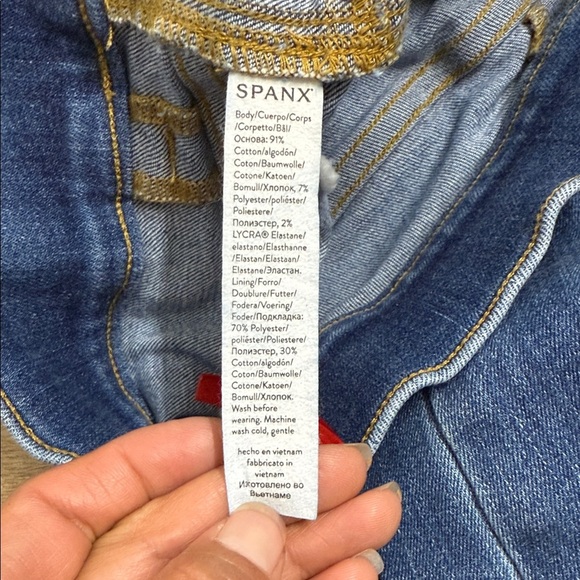 SPANX
Body/Cuerpo/Corps
/Corpetto/Bål/
Основа: 91%
Cotton/algodón/
Coton/Baumwolle/
Cotone/Katoen/
Bomull/Хлопок, 7%
Polyester/poliéster/
Poliestere/
Полиэстер, 2%
LYCRA® Elastane/
elastano/Elasthanne
/Elastan/Elastaan/
Elastane/Эластан.
Lining/Forro/
Doublure/Futter/
Fodera/Voering/
Foder/Подкладка:
70% Polyester/
poliéster/Poliestere/
Полиэстер, 30%
Cotton/algodón/
Coton/Baumwolle/
Cotone/Katoen/
Bomull/Хлопок.
Wash before
wearing. Machine
wash cold, gentle
hecho en vietnam
fabbricato in
vietnam
Изготовлено во
Вьетнаме